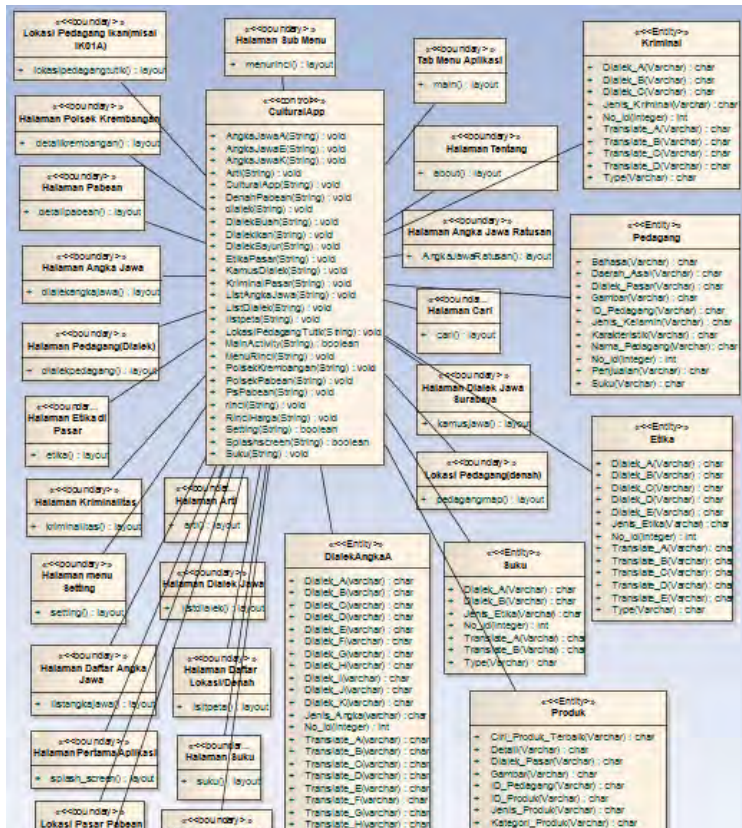 «<<boundary>>»
Lokasi Pedagang Ikan(misal
IK01A)
+ lokasipedagangtutik() : layout
«<<boundary>>»
Halaman Sub Menu
+ menurinci() : layout
«<<boundary>>»
Tab Menu Aplikasi
+ main() : layout
«<<Entity>>»
Kriminal
+ Dialek_A(Varchar) : char
+ Dialek_B(Varchar) : char
+ Dialek_C(Varchar) : char
+ Jenis_Kriminal(Varchar) : char
+ No_Id(Integer) : int
+ Translate_A(Varchar) : char
+ Translate_B(Varchar) : char
+ Translate_C(Varchar) : char
+ Translate_D(Varchar) : char
+ Type(Varchar) : char
«<<boundary>>»
Halaman Polsek Krembangan
+ detailkrembangan() : layout
«<<control>>»
CulturalApp
+ AngkaJawaA(String) : void
+ AngkaJawaB(String) : void
+ AngkaJawaK(String) : void
+ Arti(String) : void
+ CulturalApp(String) : void
+ DenahPabean(String) : void
+ dialek(String) : void
+ DialekBuah(String) : void
+ DialekIkan(String) : void
+ DialekSayur(String) : void
+ EtikaPasar(String) : void
+ KamusDialek(String) : void
+ KriminalPasar(String) : void
+ ListAngkaJawa(String) : void
+ ListDialek(String) : void
+ listpeta(String) : void
+ LokasiPedagangTutik(String) : void
+ MainActivity(String) : boolean
+ MenuRinci(String) : void
+ PolsekKrembangan(String) : void
+ PolsekPabean(String) : void
+ PsPabean(String) : void
+ rinci(String) : void
+ RinciHarga(String) : void
+ Setting(String) : boolean
+ Splashscreen(String) : boolean
+ Suku(String) : void
«<<boundary>>»
Halaman Tentang
+ about() : layout
«<<boundary>>»
Halaman Pabean
+ detailpabean() : layout
«<<boundary>>»
Halaman Angka Jawa Ratusan
+ AngkaJawaRatusan() : layout
«<<Entity>>»
Pedagang
+ Bahasa(Varchar) : char
+ Daerah_Asal(Varchar) : char
+ Dialek_Pasar(Varchar) : char
+ Gambar(Varchar) : char
+ ID_Pedagang(Varchar) : char
+ Jenis_Kelamin(Varchar) : char
+ Karakteristik(Varchar) : char
+ Nama_Pedagang(Varchar) : char
+ No_Id(Integer) : int
+ Penjualan(Varchar) : char
+ Suku(Varchar) : char
«<<boundary>>»
Halaman Angka Jawa
+ dialekangkajawa() : layout
«<<bounda...
Halaman Cari
+ cari() : layout
«<<boundary>>»
Halaman Pedagang(Dialek)
+ dialekpedagang() : layout
«<<boundary>>»
Halaman Dialek Jawa
Surabaya
+ kamusjawa() : layout
«<<boundar...
Halaman Etika di
Pasar
+ etika() : layout
«<<Entity>>»
Etika
+ Dialek_A(Varchar) : char
+ Dialek_C(Varchar) : char
+ Dialek_D(Varchar) : char
+ Dialek_E(Varchar) : char
+ Jenis_Etika(Varchar) : char
+ No_Id(Integer) : int
+ Translate_A(Varchar) : cha
+ Translate_B(Varchar) : cha
+ Translate_C(Varchar) : cha
+ Translate_D(Varchar) : cha
+ Translate_E(Varchar) : cha
+ Type(Varchar) : char
«<<boundary>>»
Lokasi Pedagang(denah)
+ pedagangmap() : layout
«<<boundary>>»
Halaman Kriminalitas
+ kriminalitas() : layout
«<<bounda...
Halaman Arti
+ arti() : layout
«<<Entity>>»
DialekAngkaA
+ Dialek_A(varchar) : char
+ Dialek_B(varchar) : char
+ Dialek_C(varchar) : char
+ Dialek_D(varchar) : char
+ Dialek_E(varchar) : char
+ Dialek_F(varchar) : char
+ Dialek_G(varchar) : char
+ Dialek_H(varchar) : char
+ Dialek_I(varchar) : char
+ Dialek_J(varchar) : char
+ Dialek_K(varchar) : char
+ Jenis_Angka(varchar) : char
+ No_Id(Integer) : int
+ Translate_A(Varchar) : char
+ Translate_B(Varchar) : char
+ Translate_C(Varchar) : char
+ Translate_D(Varchar) : char
+ Translate_E(Varchar) : char
+ Translate_F(Varchar) : char
+ Translate_G(Varchar) : char
+ Translate_H(Varchar) : char
«<<Entity>>»
Suku
+ Dialek_A(Varchar) : char
+ Dialek_B(Varchar) : char
+ Jenis_Etika(Varchar) : char
+ No_Id(Integer) : int
+ Translate_A(Varchar) : cha
+ Translate_B(Varchar) : cha
+ Type(Varchar) : char
«<<boundary>>»
Halaman menu
Setting
+ setting() : layout
«<<boundary>>»
Halaman Dialek Jawa
+ listdialek() : layout
«<<boundary>>»
Halaman Daftar Angka
Jawa
+ listangkajawa() : layout
«<<boundary>>»
Halaman Daftar
Lokasi/Denah
+ lsitpeta() : layout
«<<Entity>>»
Produk
+ Ciri_Produk_Terbaik(Varchar) : char
+ Detail(Varchar) : char
+ Dialek_Pasar(Varchar) : char
+ Gambar(Varchar) : char
+ ID_Pedagang(Varchar) : char
+ ID_Produk(Varchar) : char
+ Jenis_Produk(Varchar) : char
+ Kategori_Produk(Varchar) : char
«<<boundary>>»
Halaman Pertama Aplikasi
+ splash_screen() : layout
«<<bounda...
Halaman Suku
+ suku() : layout
«<<boundary>>»
Lokasi Pasar Pabean
«<<boundary>>»